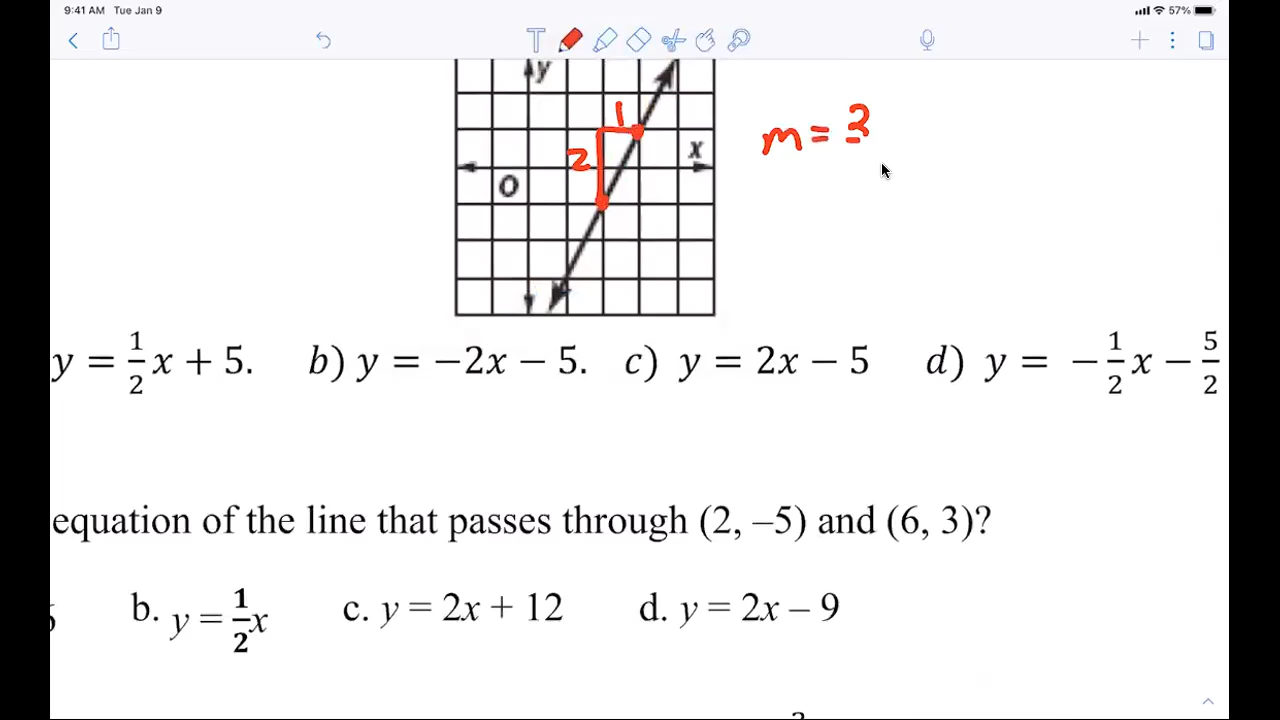 9:41 AM Tue Jan 9
57%
T
y
1
2
x
O
m = 2
y = 1/2 x + 5. b) y = −2x − 5. c) y = 2x − 5 d) y = −1/2 x − 5/2
equation of the line that passes through (2, –5) and (6, 3)?
b. y = 1/2 x c. y = 2x + 12 d. y = 2x – 9